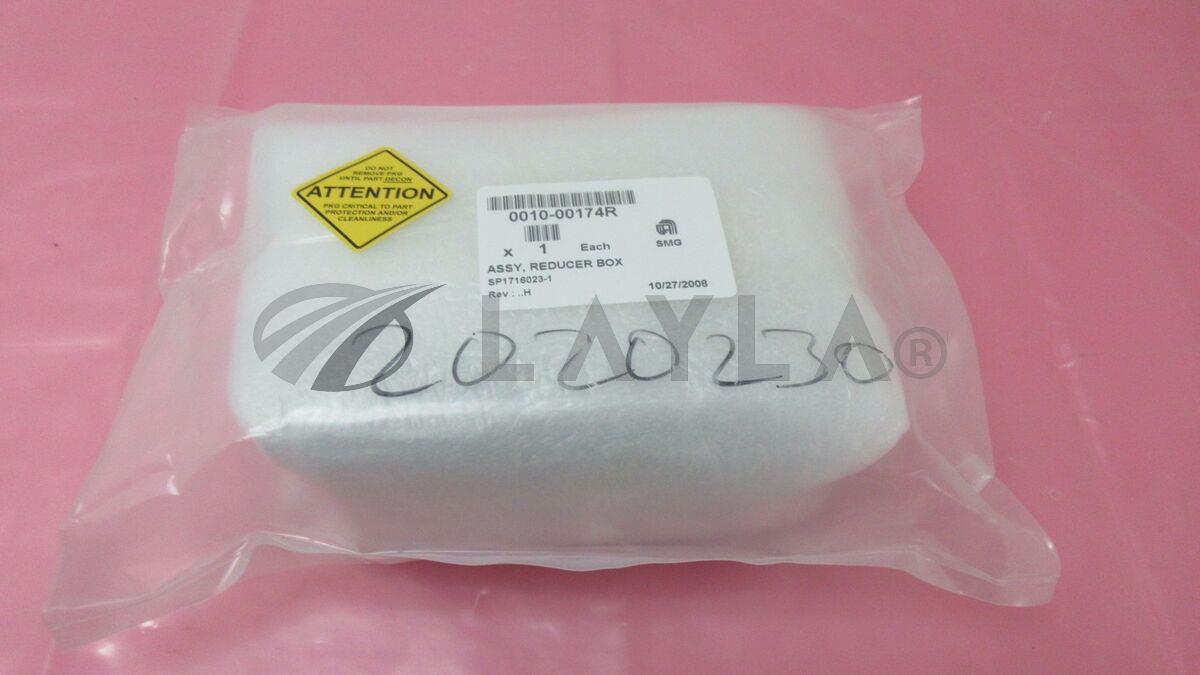 DO NOT
REMOVE PKG
UNTIL PART DECON
ATTENTION
PKG CRITICAL TO PART
PROTECTION AND/OR
CLEANLINESS
0010-00174R
x 1 Each
SMG
ASSY, REDUCER BOX
SP1716023-1
Rev : ..H
10/27/2008
LAYLA®
2020230